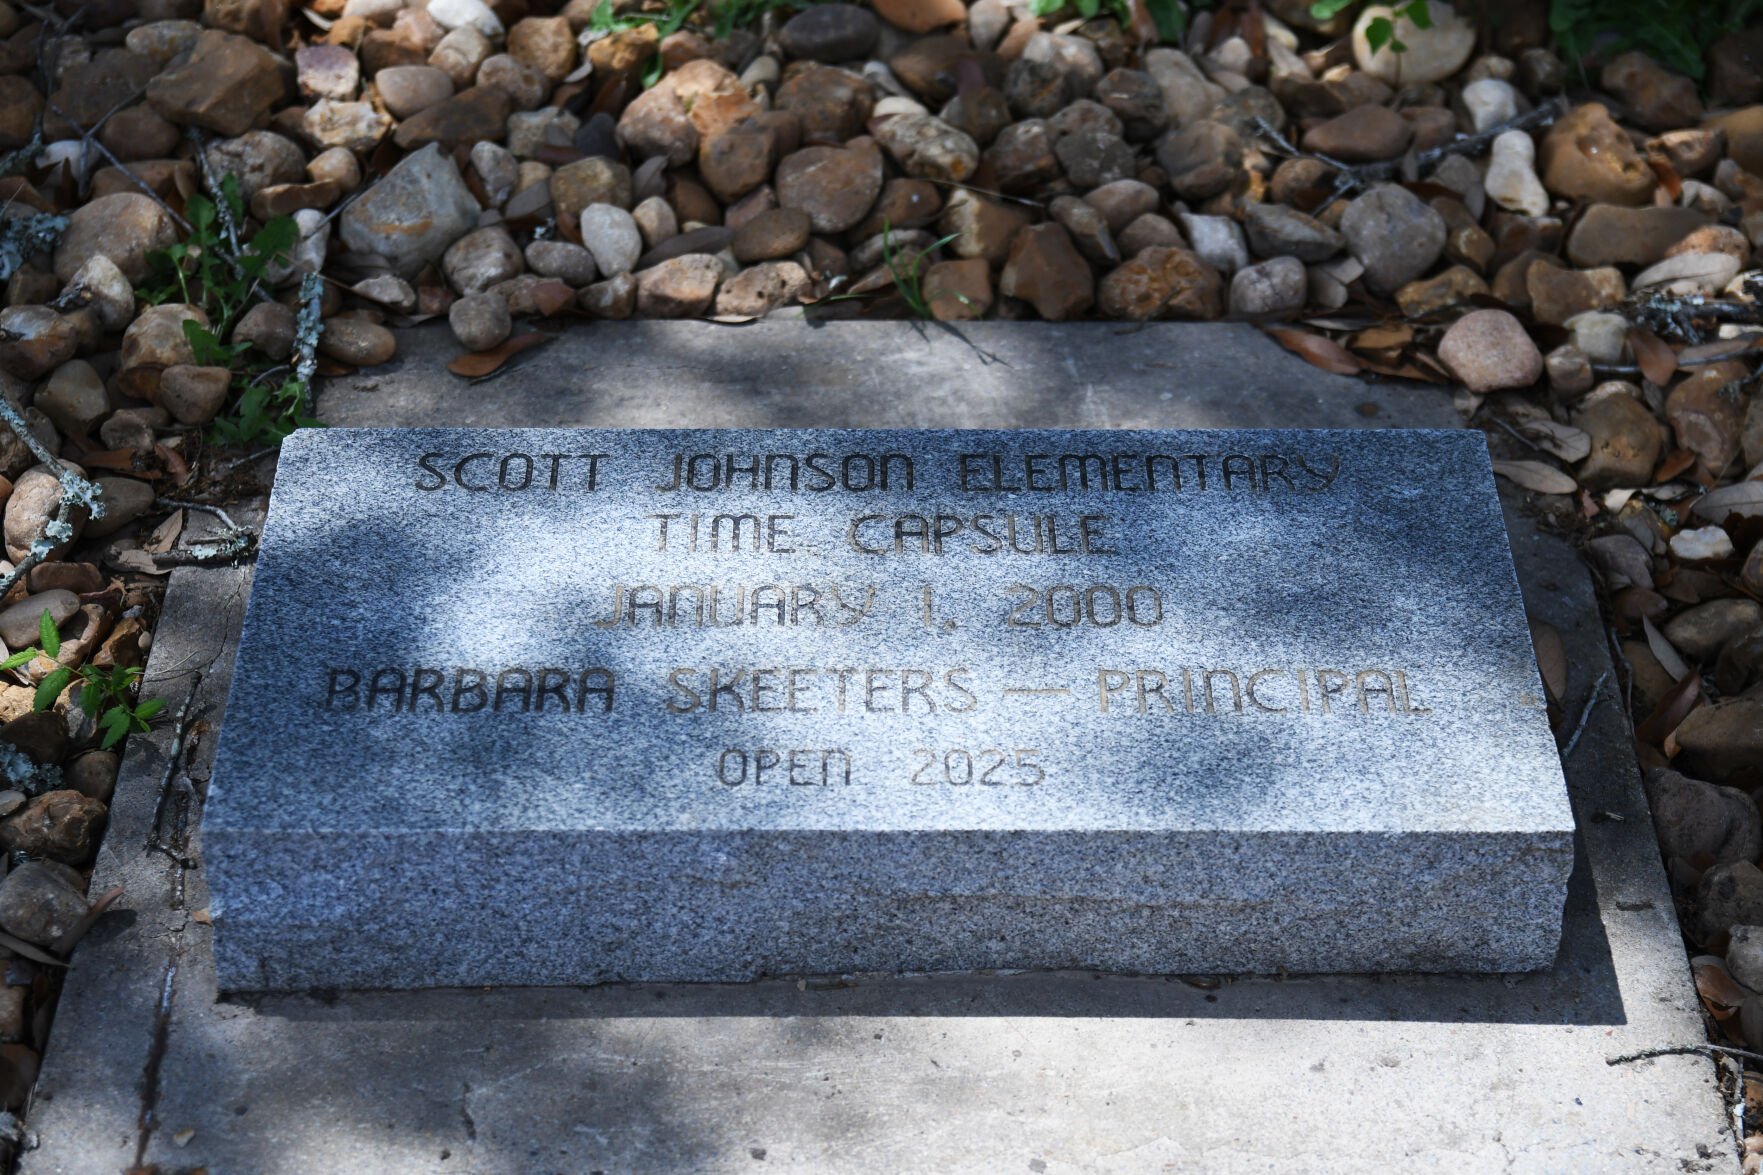 SCOTT JOHNSON ELEMENTARY
TIME CAPSULE
JANUARY 1, 2000
BARBARA SKEETERS — PRINCIPAL
OPEN 2025